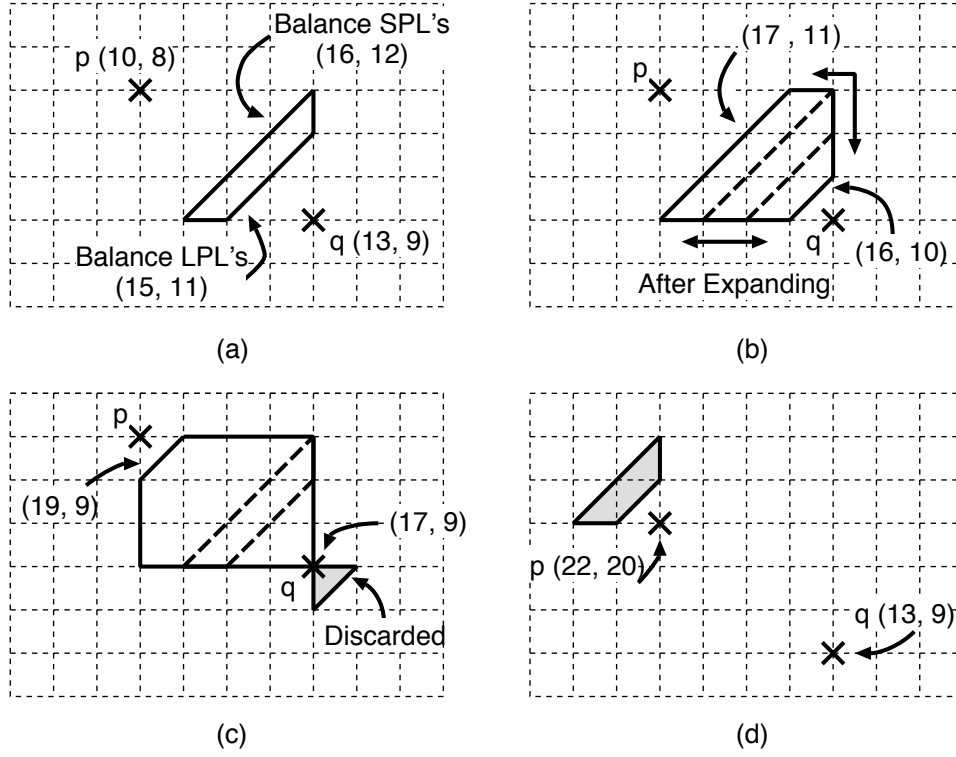 Balance SPL's
(16, 12)
p (10, 8)
q (13, 9)
Balance LPL's
(15, 11)
(a)
(17 , 11)
p
q
(16, 10)
After Expanding
(b)
p
(19, 9)
(17, 9)
q
Discarded
(c)
p (22, 20)
q (13, 9)
(d)